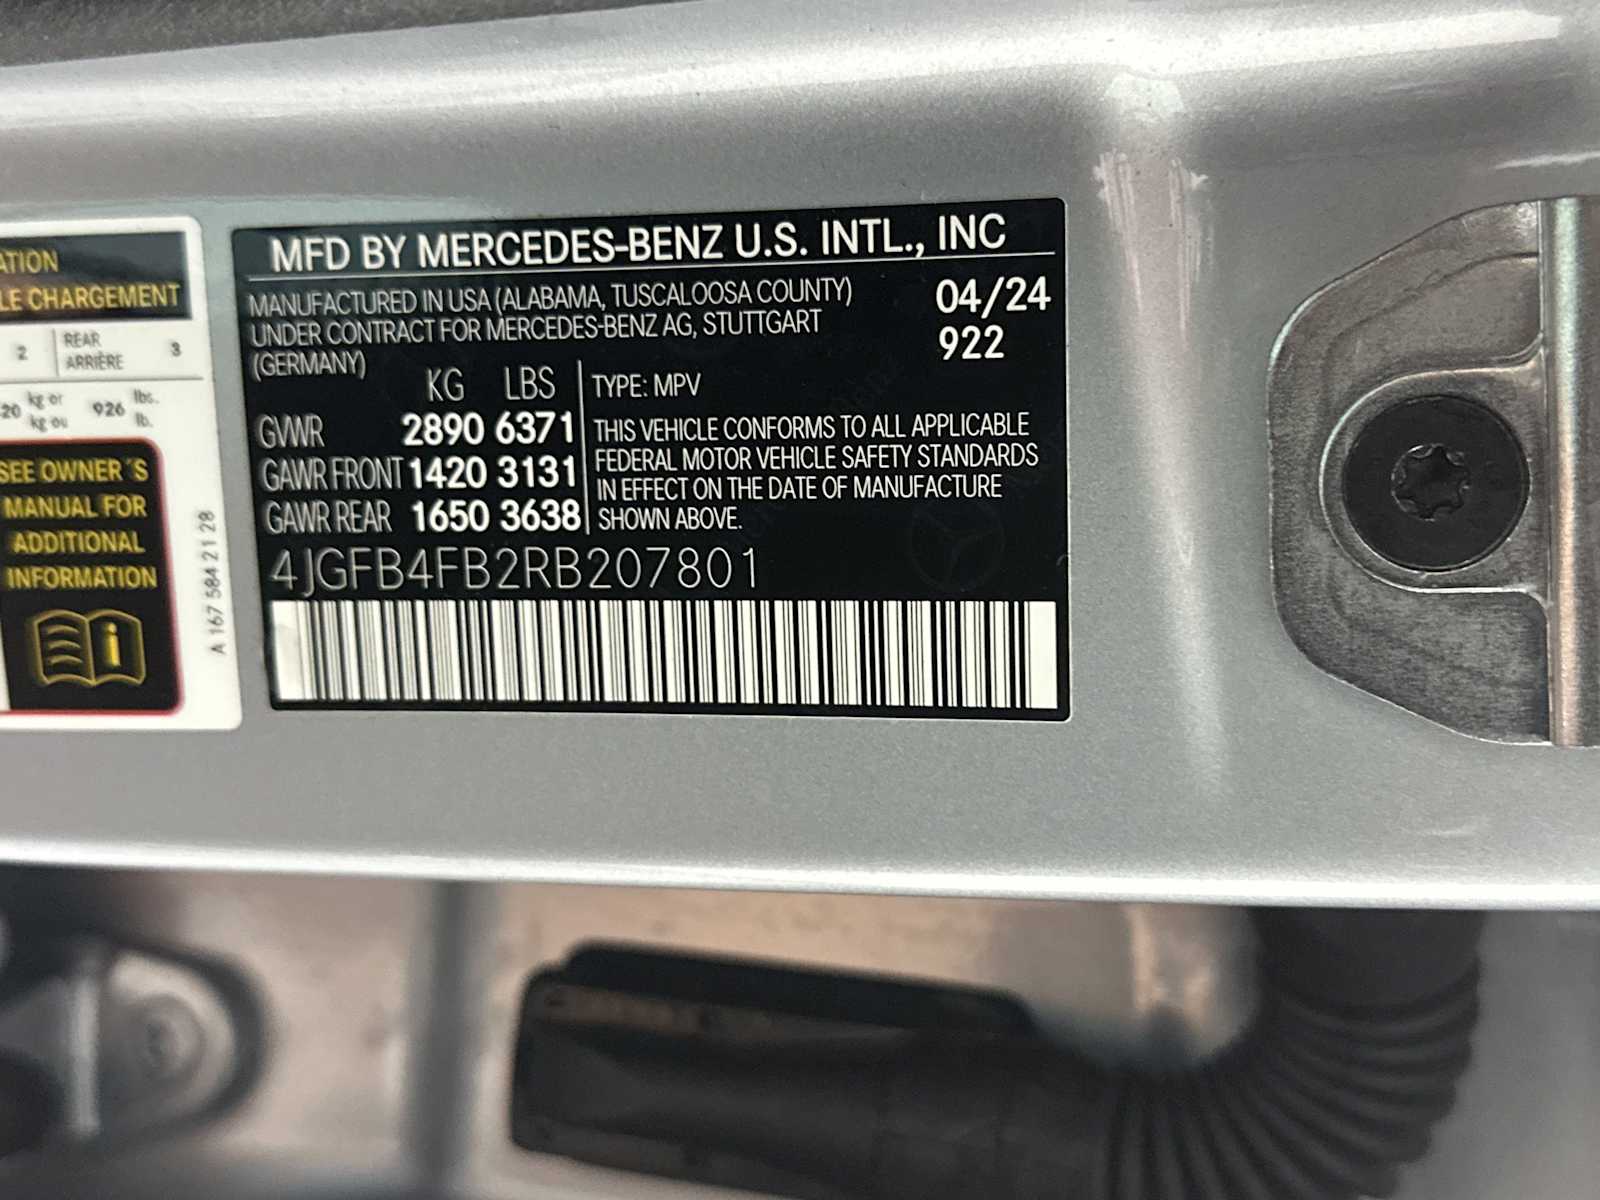 ATION
LE CHARGEMENT
2 REAR ARRIÈRE 3
20 kg or kg ou 926 lbs. lb.
SEE OWNER´S
MANUAL FOR
ADDITIONAL
INFORMATION
A 167 584 21 28
MFD BY MERCEDES-BENZ U.S. INTL., INC
MANUFACTURED IN USA (ALABAMA, TUSCALOOSA COUNTY)
UNDER CONTRACT FOR MERCEDES-BENZ AG, STUTTGART
(GERMANY)
04/24
922
KG LBS
GVWR 2890 6371
GAWR FRONT 1420 3131
GAWR REAR 1650 3638
TYPE: MPV
THIS VEHICLE CONFORMS TO ALL APPLICABLE
FEDERAL MOTOR VEHICLE SAFETY STANDARDS
IN EFFECT ON THE DATE OF MANUFACTURE
SHOWN ABOVE.
4JGFB4FB2RB207801